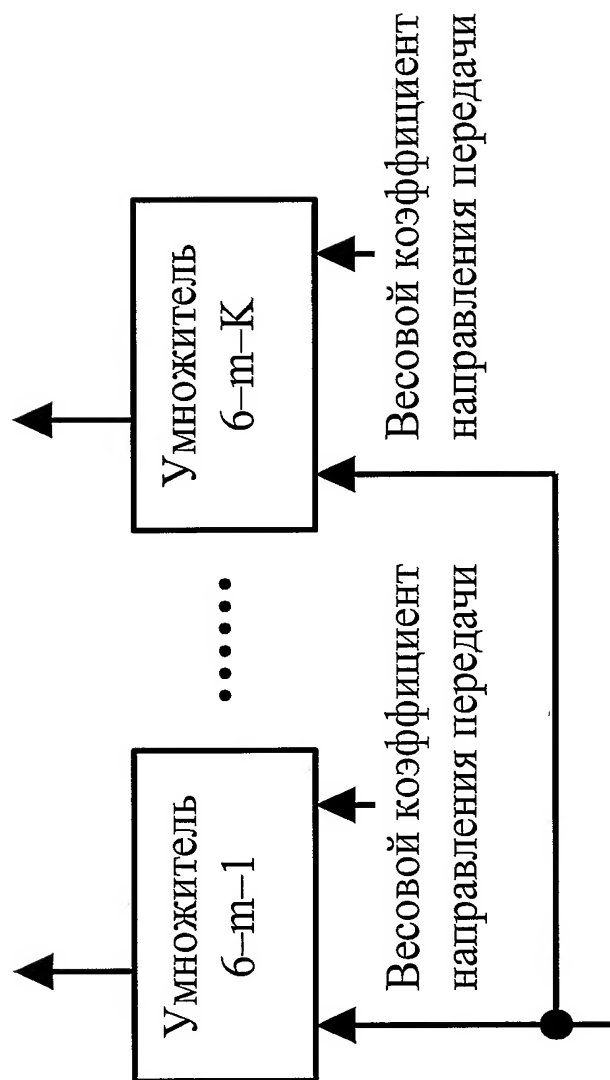 Умножитель
6–m–1
Весовой коэффициент
направления передачи
Умножитель
6–m–K
Весовой коэффициент
направления передачи